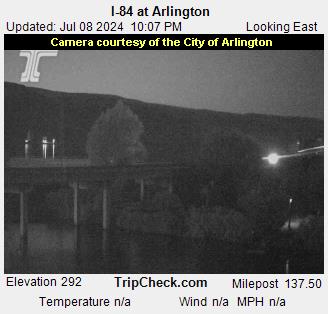 I-84 at Arlington
Updated: Jul 08 2024 10:07 PM Looking East
Camera courtesy of the City of Arlington
Elevation 292 TripCheck.com Milepost 137.50
Temperature n/a Wind n/a MPH n/a